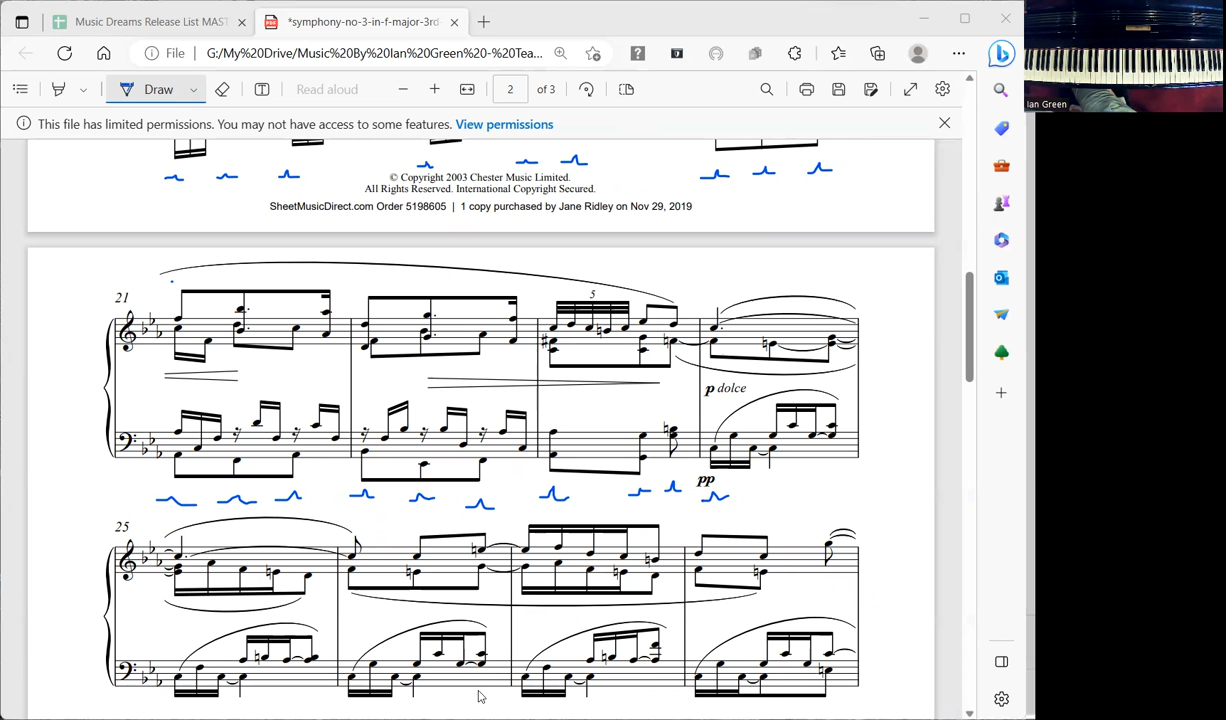 Music Dreams Release List MAST
*symphony-no-3-in-f-major-3rd
Ian Green
File
G:/My%20Drive/Music%20By%20Ian%20Green%20-%20Tea...
Draw
Read aloud
2
of 3
This file has limited permissions. You may not have access to some features. View permissions
© Copyright 2003 Chester Music Limited.
All Rights Reserved. International Copyright Secured.
SheetMusicDirect.com Order 5198605 | 1 copy purchased by Jane Ridley on Nov 29, 2019
21
5
p dolce
pp
25